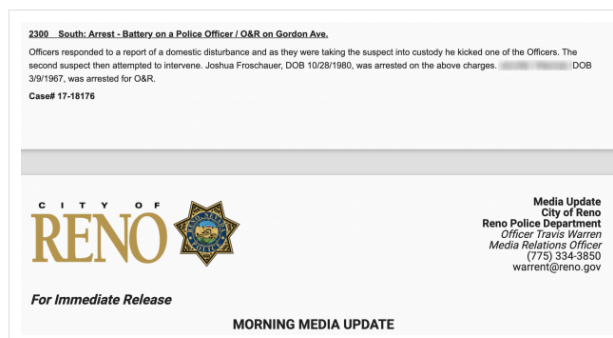 2300 South: Arrest - Battery on a Police Officer / O&R on Gordon Ave.
Officers responded to a report of a domestic disturbance and as they were taking the suspect into custody he kicked one of the Officers. The
second suspect then attempted to intervene. Joshua Froschauer, DOB 10/28/1980, was arrested on the above charges. DOB
3/9/1967, was arrested for O&R.
Case# 17-18176
CITY OF
RENO
Media Update
City of Reno
Reno Police Department
Officer Travis Warren
Media Relations Officer
(775) 334-3850
warrent@reno.gov
For Immediate Release
MORNING MEDIA UPDATE